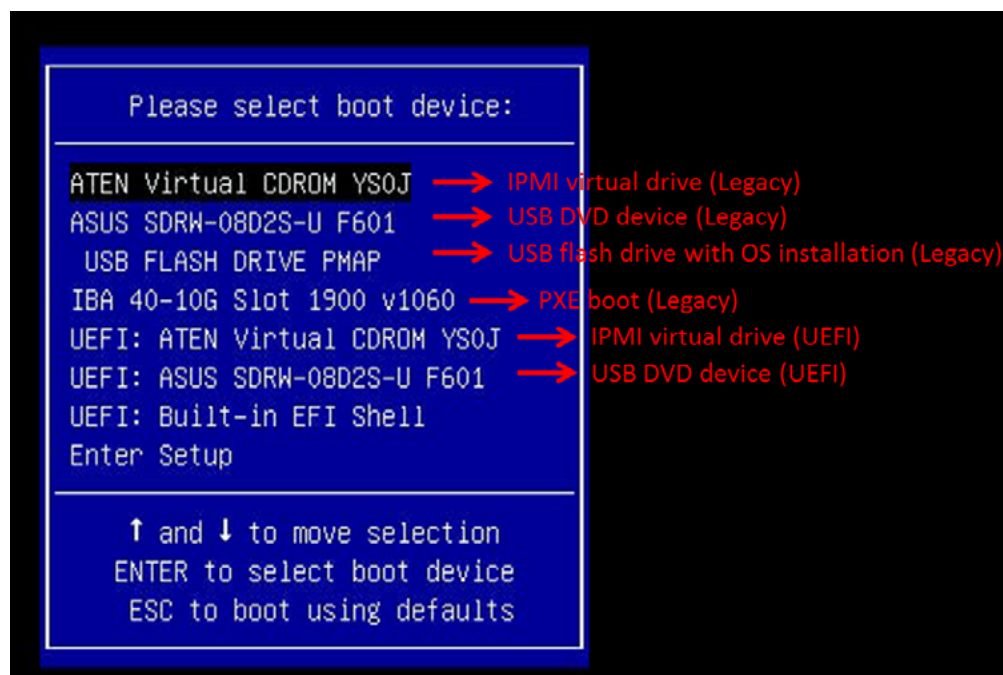 Please select boot device:
ATEN Virtual CDROM YS0J IPMI virtual drive (Legacy)
ASUS SDRW-08D2S-U F601 USB DVD device (Legacy)
USB FLASH DRIVE PMAP USB flash drive with OS installation (Legacy)
IBA 40-10G Slot 1900 v1060 PXE boot (Legacy)
UEFI: ATEN Virtual CDROM YS0J IPMI virtual drive (UEFI)
UEFI: ASUS SDRW-08D2S-U F601 USB DVD device (UEFI)
UEFI: Built-in EFI Shell
Enter Setup
↑ and ↓ to move selection
ENTER to select boot device
ESC to boot using defaults